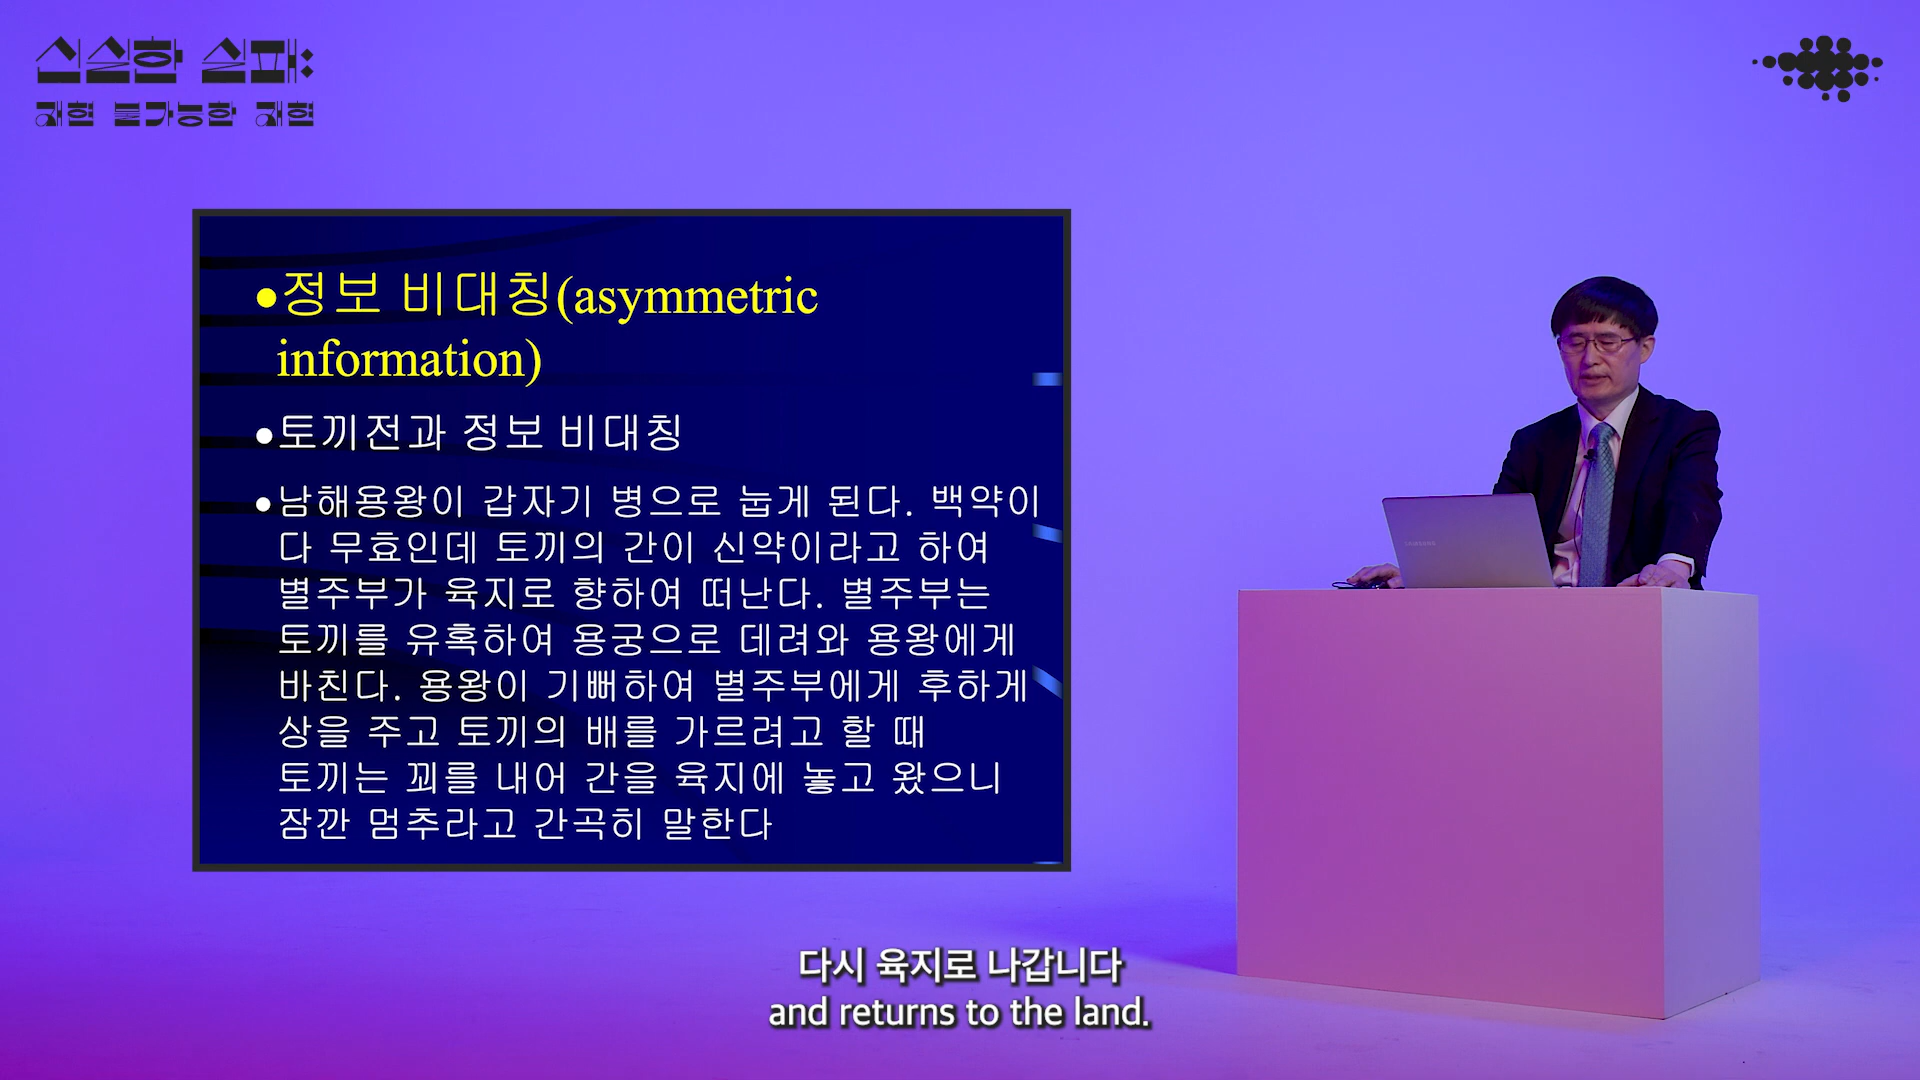 신실한 실패:
재현 불가능한 재현
•정보 비대칭(asymmetric
information)
•토끼전과 정보 비대칭
•남해용왕이 갑자기 병으로 눕게 된다. 백약이
다 무효인데 토끼의 간이 신약이라고 하여
별주부가 육지로 향하여 떠난다. 별주부는
토끼를 유혹하여 용궁으로 데려와 용왕에게
바친다. 용왕이 기뻐하여 별주부에게 후하게
상을 주고 토끼의 배를 가르려고 할 때
토끼는 꾀를 내어 간을 육지에 놓고 왔으니
잠깐 멈추라고 간곡히 말한다
SAMSUNG
다시 육지로 나갑니다
and returns to the land.